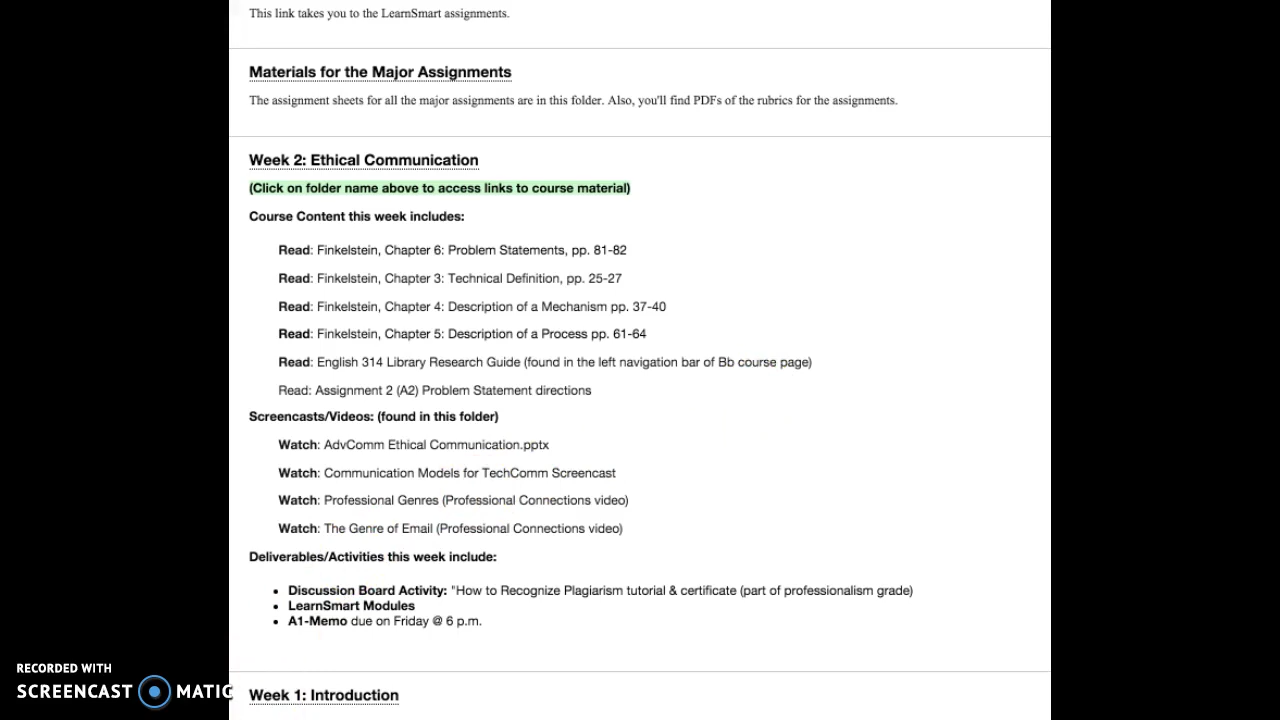 This link takes you to the LearnSmart assignments.
Materials for the Major Assignments
The assignment sheets for all the major assignments are in this folder. Also, you'll find PDFs of the rubrics for the assignments.
Week 2: Ethical Communication
(Click on folder name above to access links to course material)
Course Content this week includes:
Read: Finkelstein, Chapter 6: Problem Statements, pp. 81-82
Read: Finkelstein, Chapter 3: Technical Definition, pp. 25-27
Read: Finkelstein, Chapter 4: Description of a Mechanism pp. 37-40
Read: Finkelstein, Chapter 5: Description of a Process pp. 61-64
Read: English 314 Library Research Guide (found in the left navigation bar of Bb course page)
Read: Assignment 2 (A2) Problem Statement directions
Screencasts/Videos: (found in this folder)
Watch: AdvComm Ethical Communication.pptx
Watch: Communication Models for TechComm Screencast
Watch: Professional Genres (Professional Connections video)
Watch: The Genre of Email (Professional Connections video)
Deliverables/Activities this week include:
• Discussion Board Activity: "How to Recognize Plagiarism tutorial & certificate (part of professionalism grade)
• LearnSmart Modules
• A1-Memo due on Friday @ 6 p.m.
Week 1: Introduction
RECORDED WITH
SCREENCAST MATIC